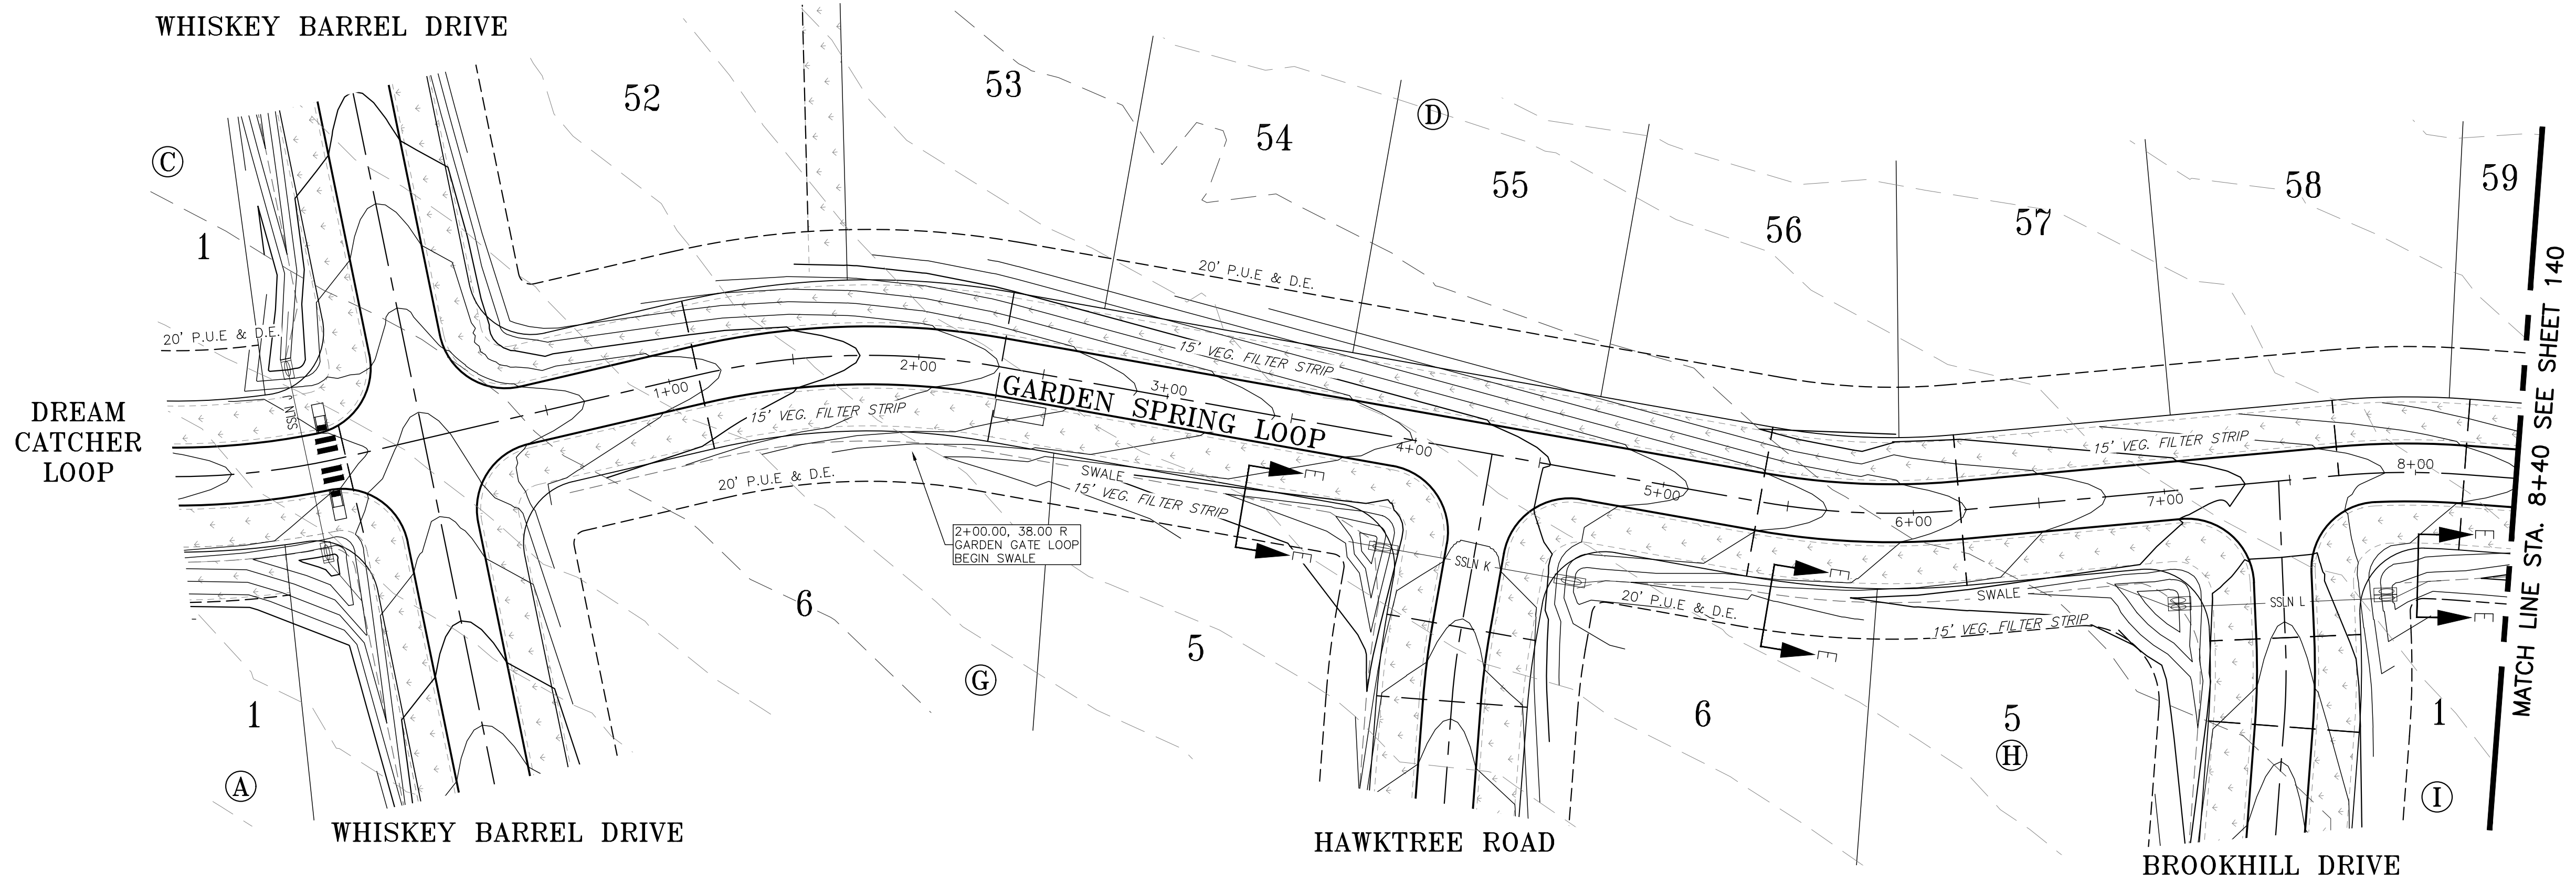 WHISKEY BARREL DRIVE
52
53
54
55
56
57
58
59
C
D
1
20' P.U.E & D.E.
20' P.U.E & D.E.
MATCH LINE STA. 8+40 SEE SHEET 140
15' VEG. FILTER STRIP
DREAM
CATCHER
LOOP
SSLN J
1+00
2+00
3+00
4+00
5+00
6+00
7+00
8+00
GARDEN SPRING LOOP
15' VEG. FILTER STRIP
15' VEG. FILTER STRIP
20' P.U.E & D.E.
SWALE
15' VEG. FILTER STRIP
E
E
2+00.00, 38.00 R
GARDEN GATE LOOP
BEGIN SWALE
SSLN K
20' P.U.E & D.E.
E
E
SWALE
15' VEG. FILTER STRIP
SSLN L
E
E
6
5
6
5
1
1
G
H
A
I
WHISKEY BARREL DRIVE
HAWKTREE ROAD
BROOKHILL DRIVE